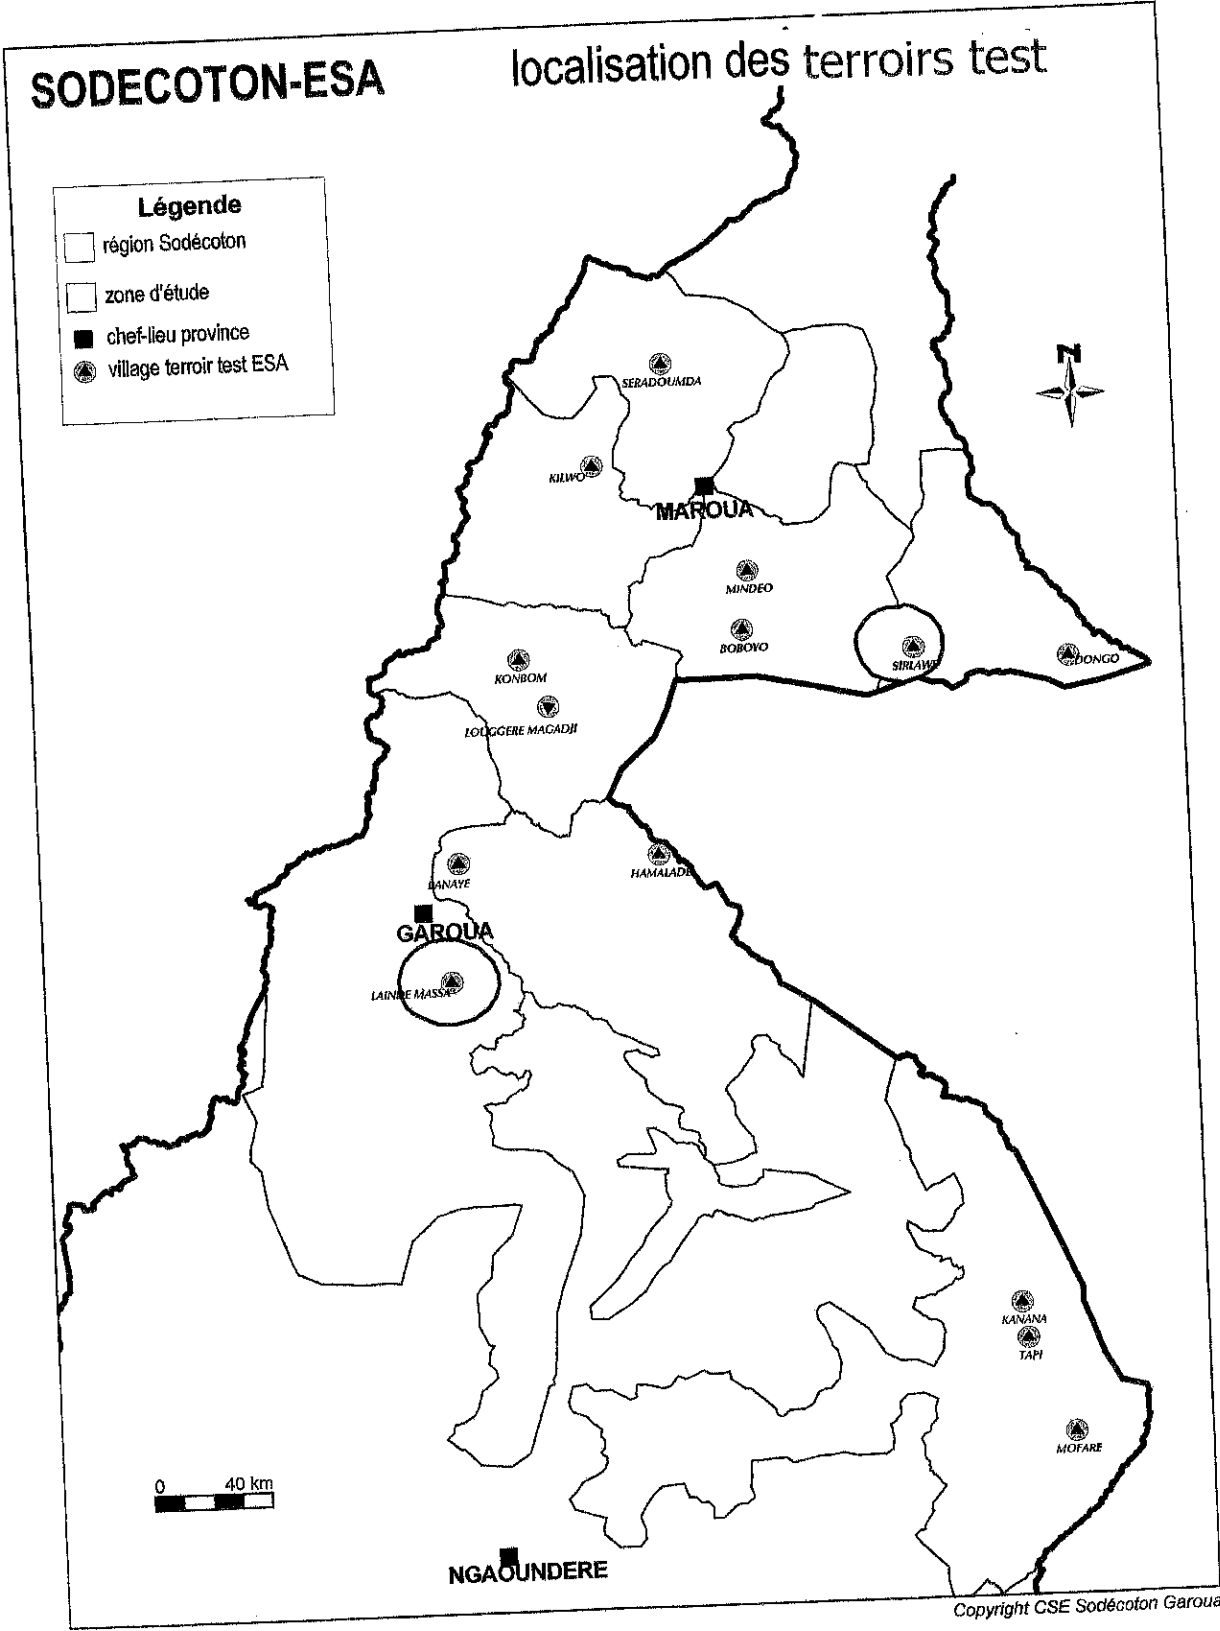 SODECOTON-ESA
localisation des terroirs test
Légende
région Sodécoton
zone d'étude
chef-lieu province
village terroir test ESA
N
SERADOUMDA
KILWO
MAROUA
MINDEO
BOBOYO
SIRLAWE
DONGO
KONBOM
LOUGGERE MAGADJI
HAMALADE
LANAYE
GAROUA
LAINDE MASSA
KANANA
TAPI
MOFARE
0 40 km
NGAOUNDERE
Copyright CSE Sodécoton Garoua